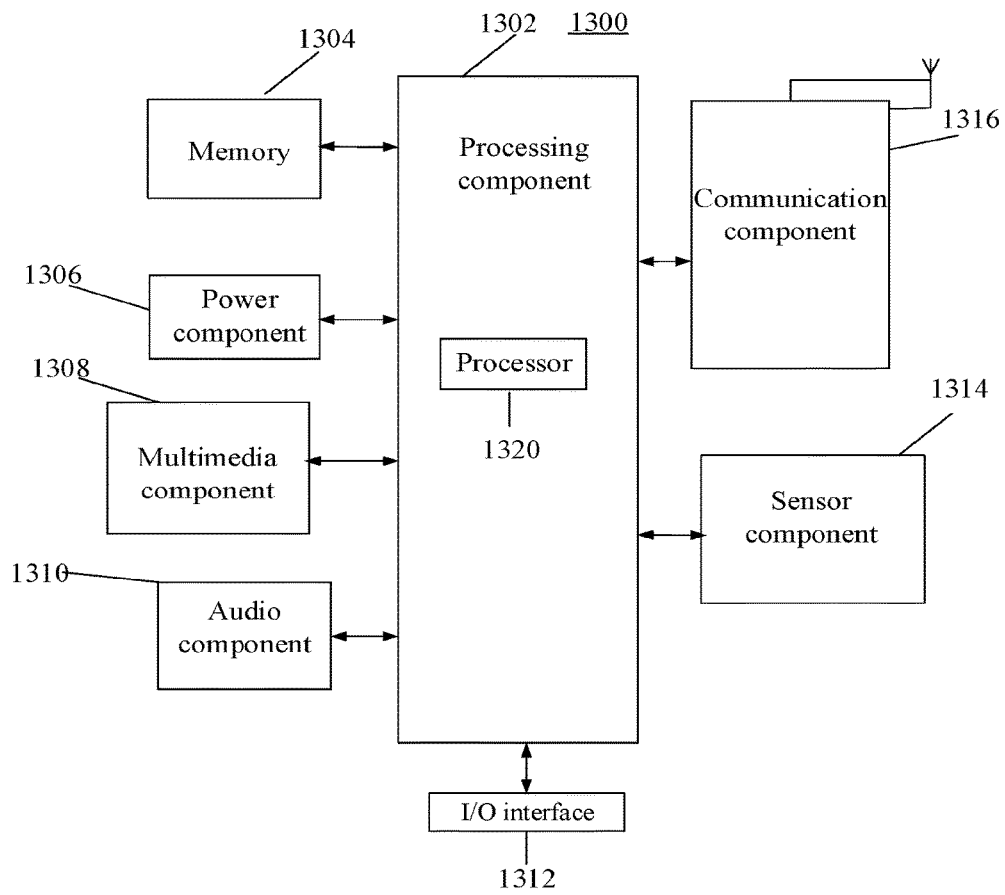 1304
1302
1300
1316
Memory
Processing
component
Communication
component
1306
Power
component
Processor
1320
1308
Multimedia
component
1314
Sensor
component
1310
Audio
component
I/O interface
1312